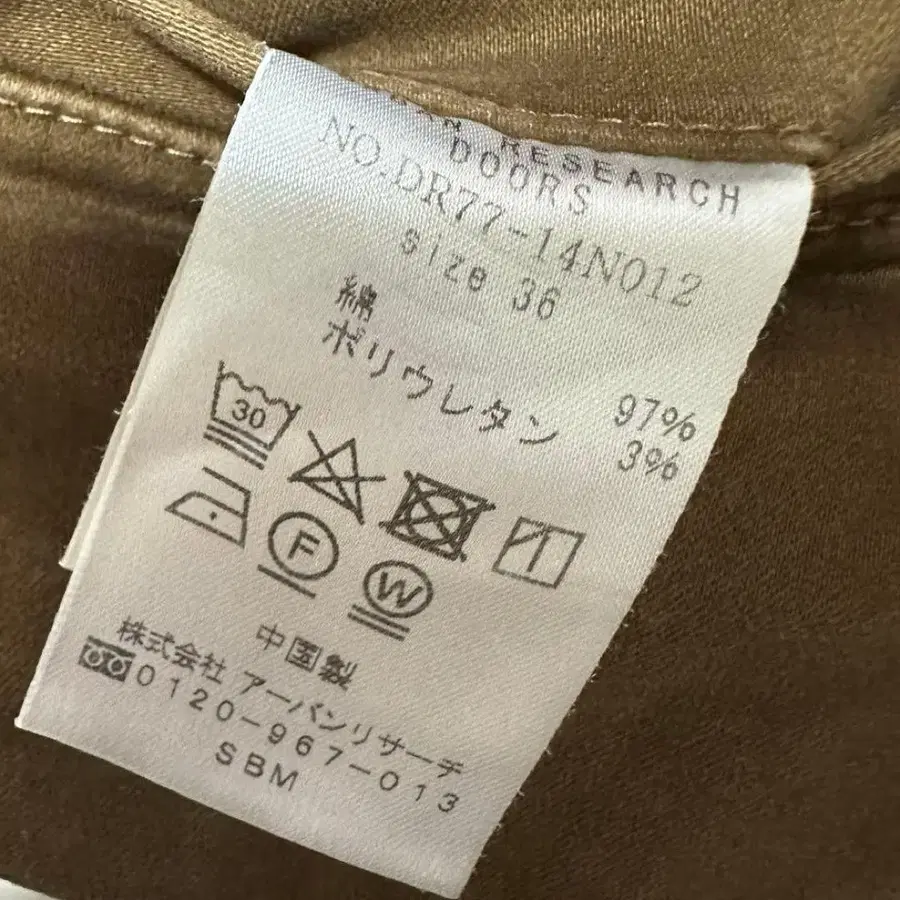 RESEARCH
DOORS
NO.DR77-14N012
size 36
綿 97%
ポリウレタン 3%
30
F
W
中国製
株式会社 アーバンリサーチ
0120-967-013
SBM